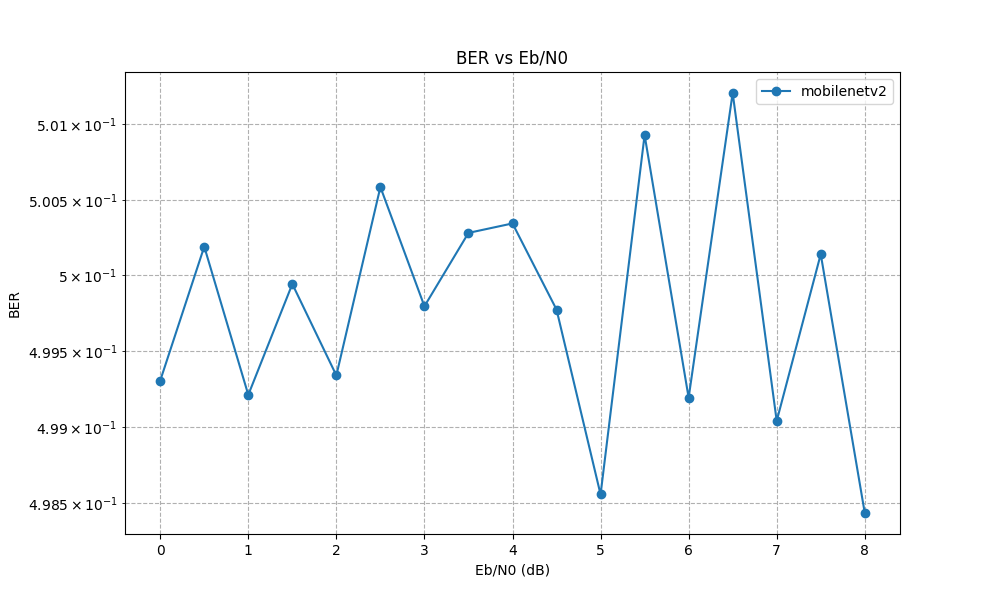 BER vs Eb/N0
mobilenetv2
5.01 × 10⁻¹
5.005 × 10⁻¹
5 × 10⁻¹
4.995 × 10⁻¹
4.99 × 10⁻¹
4.985 × 10⁻¹
BER
0 1 2 3 4 5 6 7 8
Eb/N0 (dB)